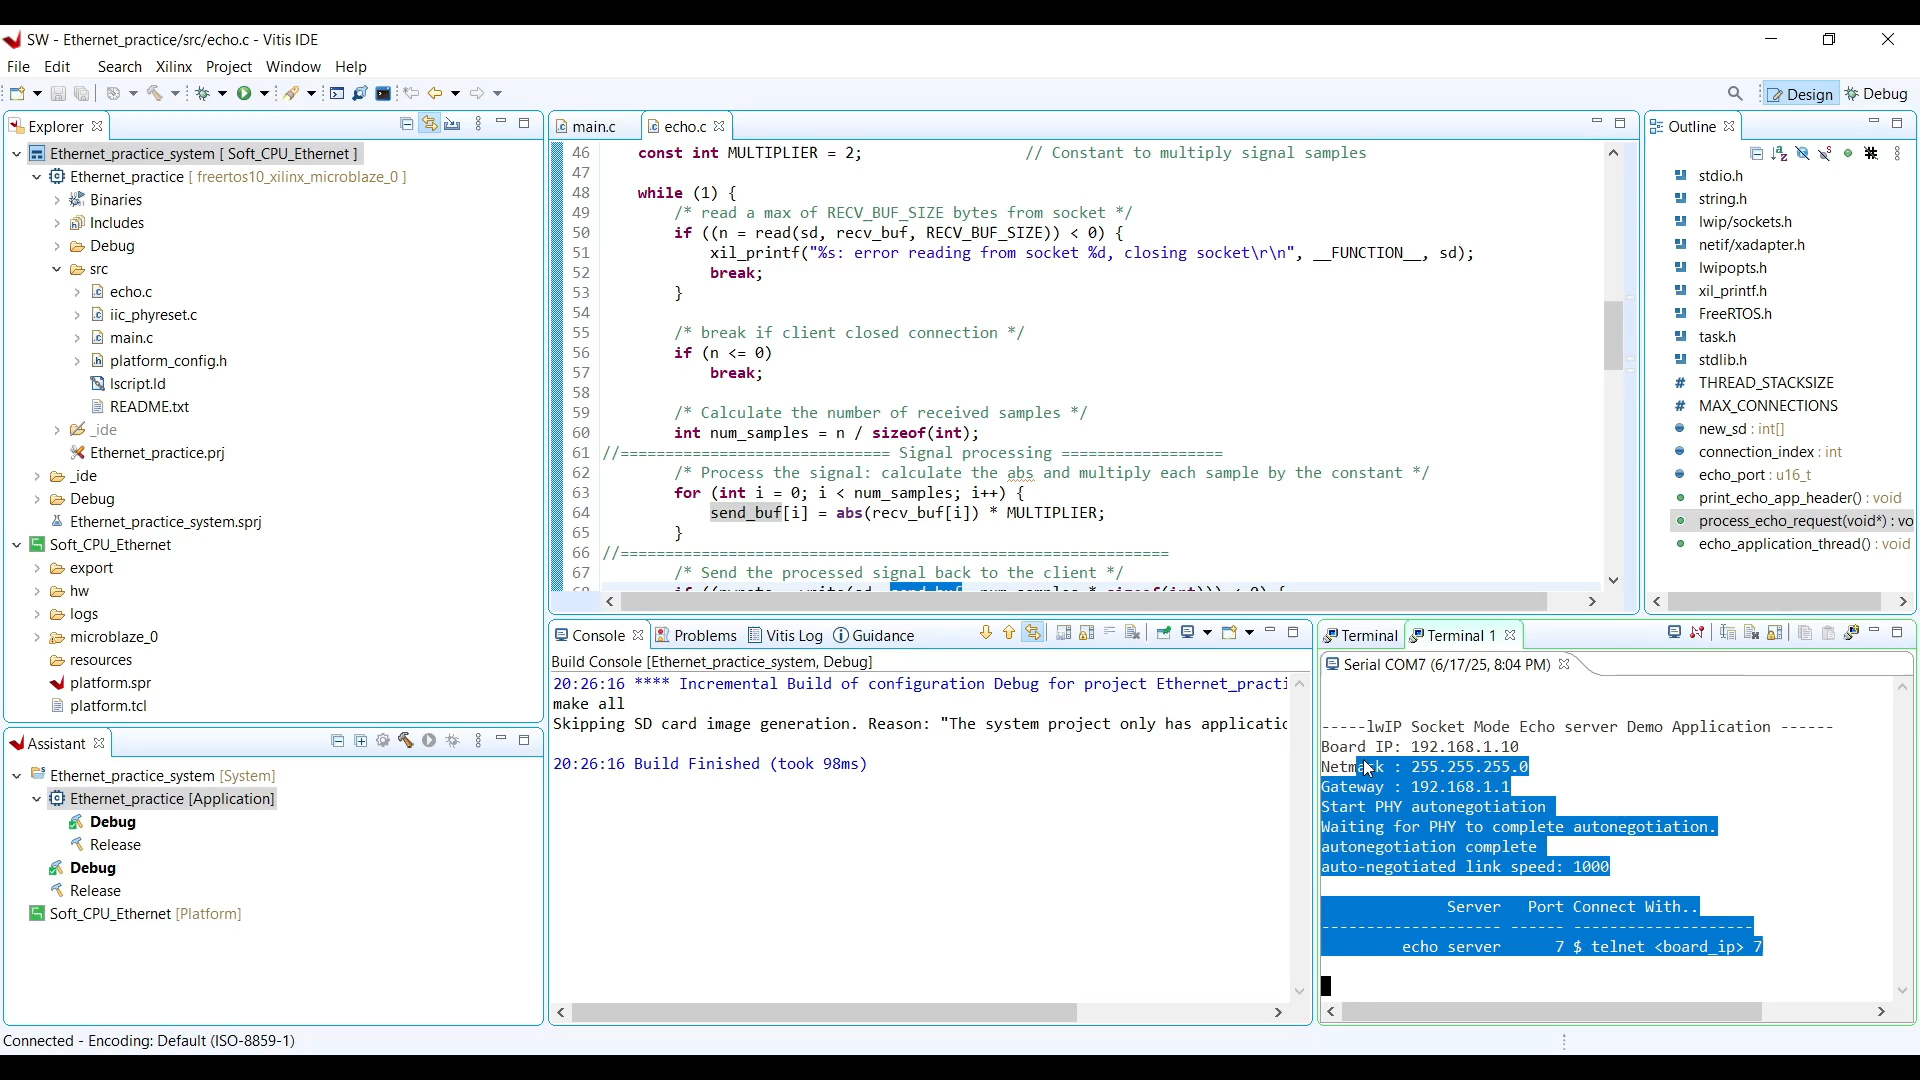 SW - Ethernet_practice/src/echo.c - Vitis IDE
File Edit Search Xilinx Project Window Help
Design Debug
Explorer
Ethernet_practice_system [ Soft_CPU_Ethernet ]
Ethernet_practice [ freertos10_xilinx_microblaze_0 ]
Binaries
Includes
Debug
src
echo.c
iic_phyreset.c
main.c
platform_config.h
lscript.ld
README.txt
_ide
Ethernet_practice.prj
_ide
Debug
Ethernet_practice_system.sprj
Soft_CPU_Ethernet
export
hw
logs
microblaze_0
resources
platform.spr
platform.tcl
Assistant
Ethernet_practice_system [System]
Ethernet_practice [Application]
Debug
Release
Debug
Release
Soft_CPU_Ethernet [Platform]
main.c echo.c
46 const int MULTIPLIER = 2; // Constant to multiply signal samples
47
48 while (1) {
49 /* read a max of RECV_BUF_SIZE bytes from socket */
50 if ((n = read(sd, recv_buf, RECV_BUF_SIZE)) < 0) {
51 xil_printf("%s: error reading from socket %d, closing socket\r\n", __FUNCTION__, sd);
52 break;
53 }
54
55 /* break if client closed connection */
56 if (n <= 0)
57 break;
58
59 /* Calculate the number of received samples */
60 int num_samples = n / sizeof(int);
61 //============================== Signal processing ==================
62 /* Process the signal: calculate the abs and multiply each sample by the constant */
63 for (int i = 0; i < num_samples; i++) {
64 send_buf[i] = abs(recv_buf[i]) * MULTIPLIER;
65 }
66 //=============================================================
67 /* Send the processed signal back to the client */
Outline
stdio.h
string.h
lwip/sockets.h
netif/xadapter.h
lwipopts.h
xil_printf.h
FreeRTOS.h
task.h
stdlib.h
THREAD_STACKSIZE
MAX_CONNECTIONS
new_sd : int[]
connection_index : int
echo_port : u16_t
print_echo_app_header() : void
process_echo_request(void*) : vo
echo_application_thread() : void
Console Problems Vitis Log Guidance
Build Console [Ethernet_practice_system, Debug]
20:26:16 **** Incremental Build of configuration Debug for project Ethernet_practi
make all
Skipping SD card image generation. Reason: "The system project only has applicatic
20:26:16 Build Finished (took 98ms)
Terminal Terminal 1
Serial COM7 (6/17/25, 8:04 PM)
-----lwIP Socket Mode Echo server Demo Application ------
Board IP: 192.168.1.10
Netmask : 255.255.255.0
Gateway : 192.168.1.1
Start PHY autonegotiation
Waiting for PHY to complete autonegotiation.
autonegotiation complete
auto-negotiated link speed: 1000
Server Port Connect With..
-------------------- ------ --------------------
echo server 7 $ telnet <board_ip> 7
Connected - Encoding: Default (ISO-8859-1)